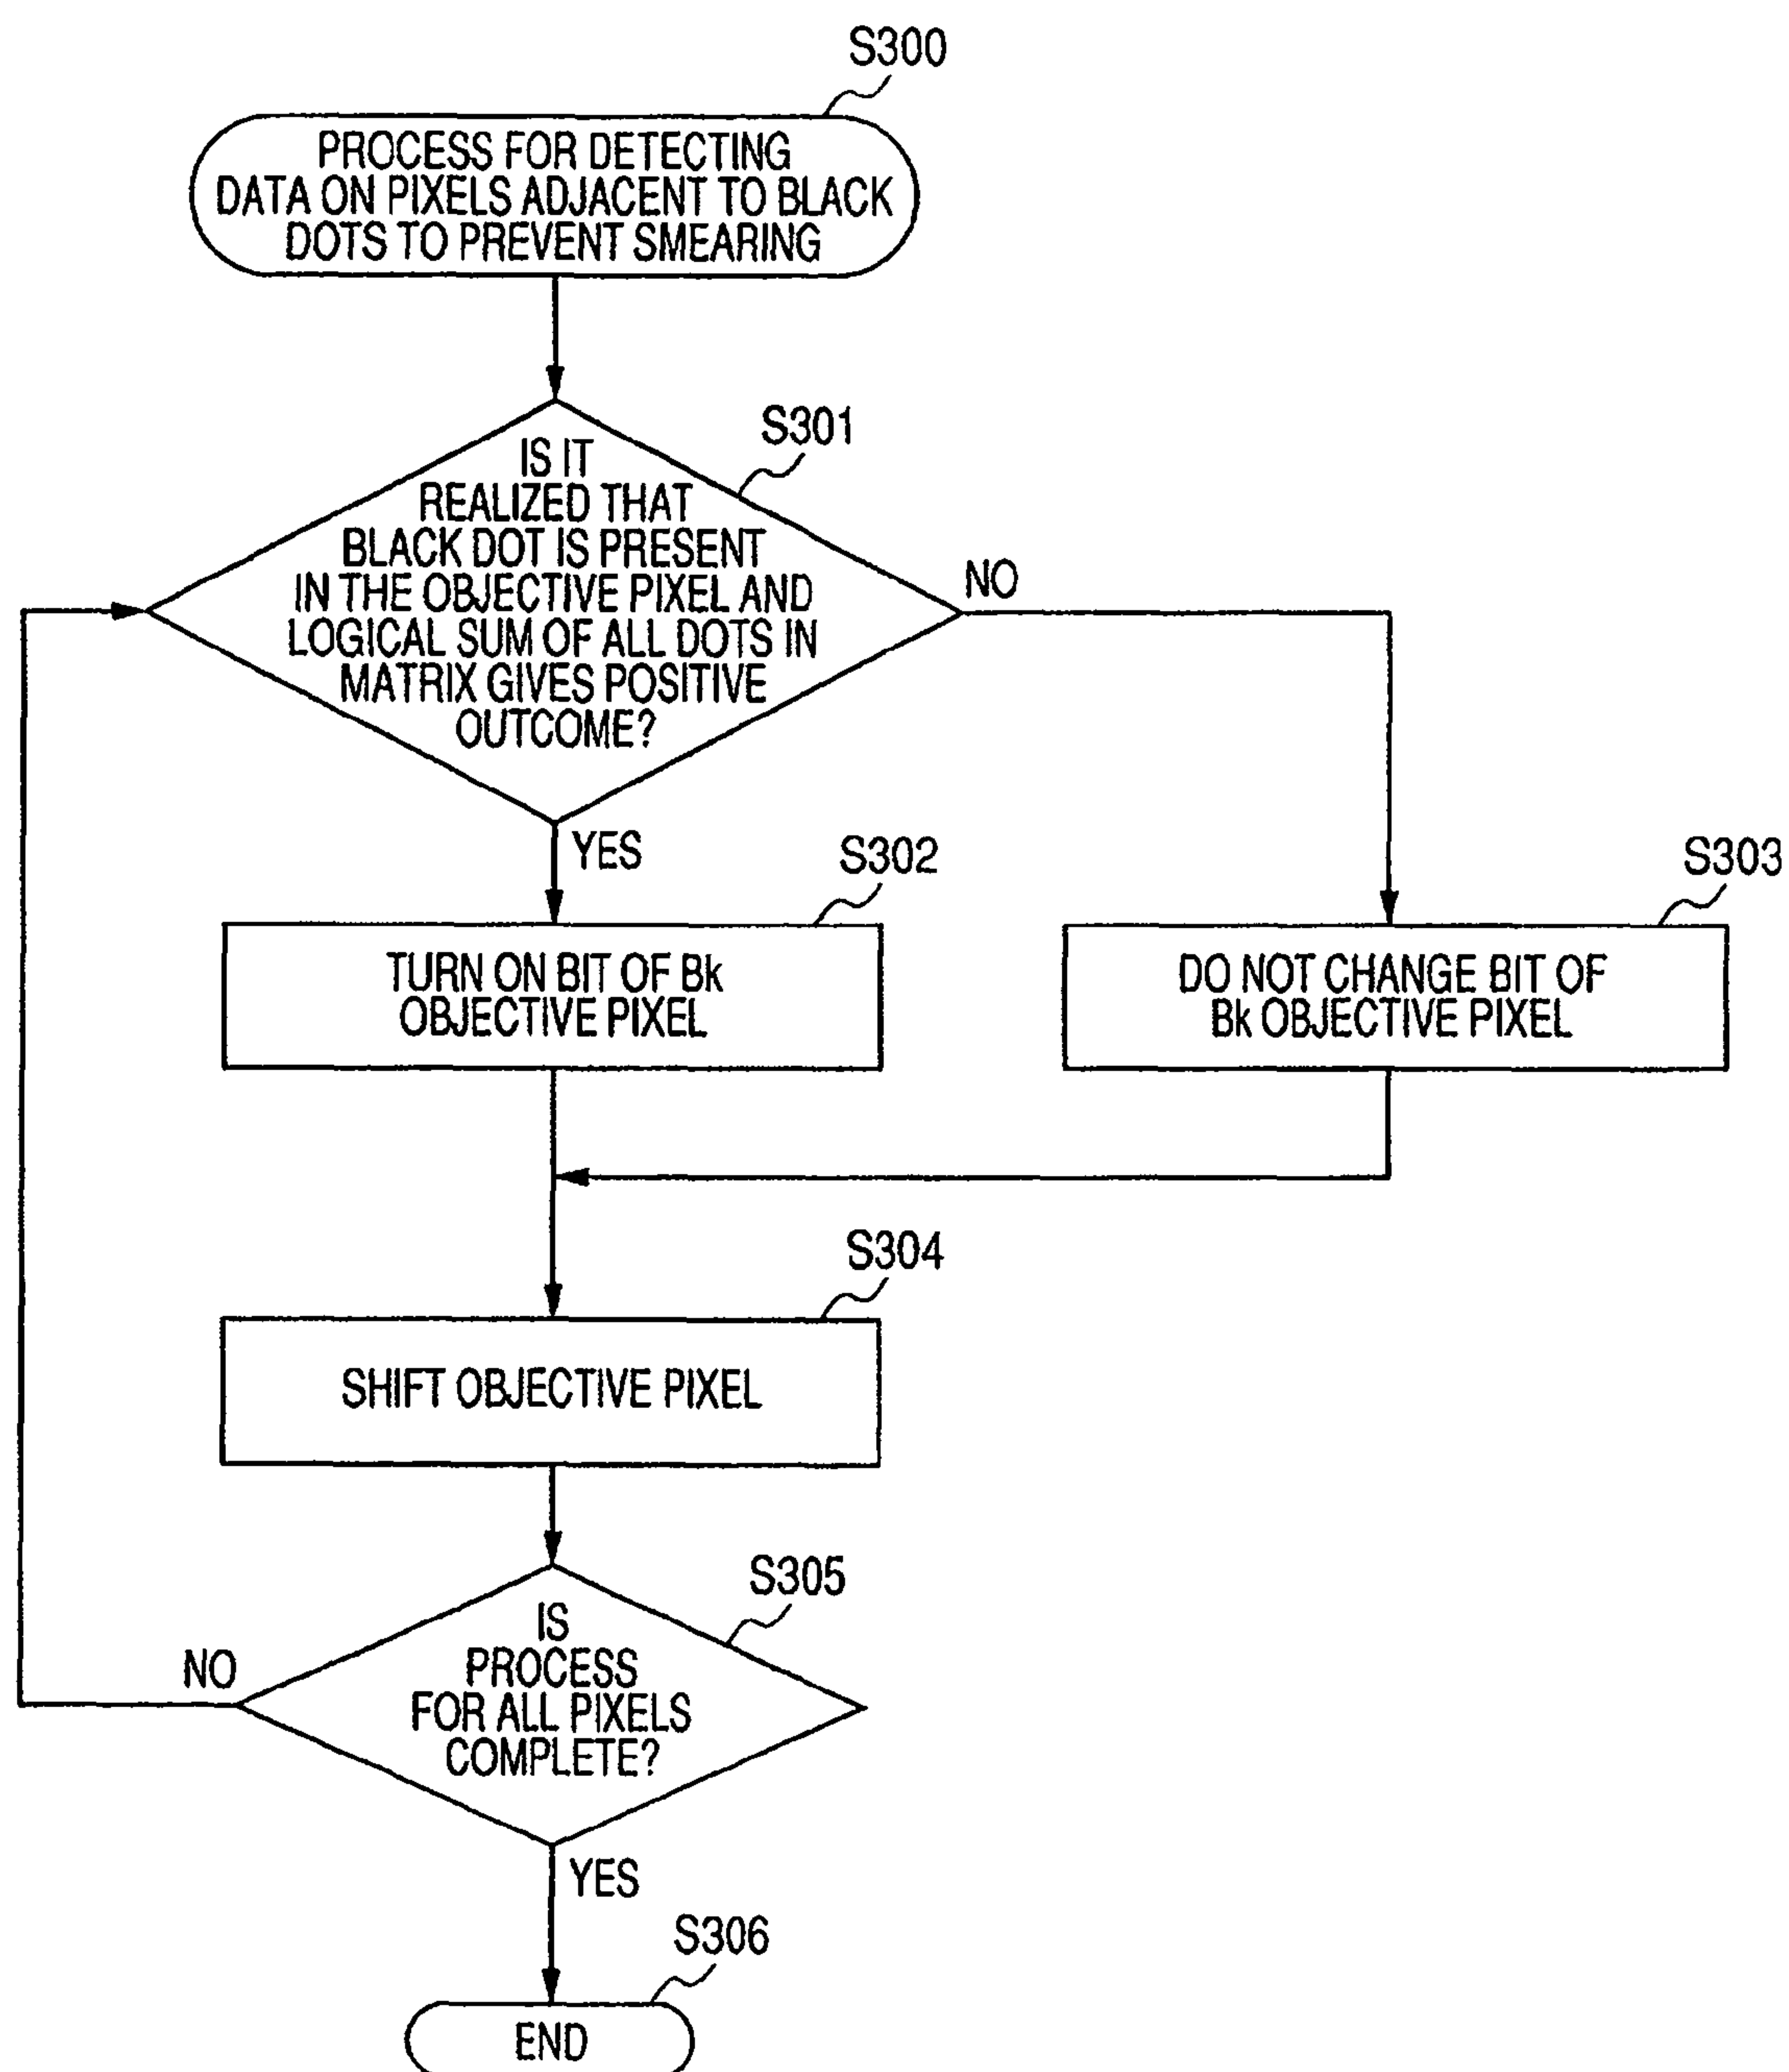 S300
PROCESS FOR DETECTING
DATA ON PIXELS ADJACENT TO BLACK
DOTS TO PREVENT SMEARING
S301
IS IT
REALIZED THAT
BLACK DOT IS PRESENT
IN THE OBJECTIVE PIXEL AND
LOGICAL SUM OF ALL DOTS IN
MATRIX GIVES POSITIVE
OUTCOME?
NO
YES
S302
TURN ON BIT OF Bk
OBJECTIVE PIXEL
S303
DO NOT CHANGE BIT OF
Bk OBJECTIVE PIXEL
S304
SHIFT OBJECTIVE PIXEL
S305
IS
PROCESS
FOR ALL PIXELS
COMPLETE?
NO
YES
S306
END